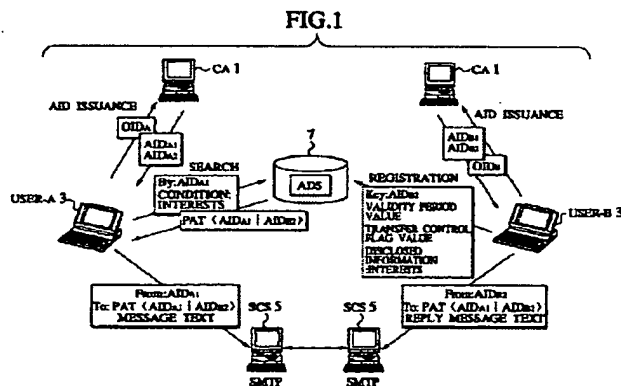 FIG.1
CA 1
CA 1
AID ISSUANCE
OIDA
AIDA1
AIDA2
AID ISSUANCE
AIDB1
AIDB2
OIDB
7
ADS
SEARCH
By:AIDA1
CONDITION:
INTERESTS
PAT <AIDA1 | AIDB2>
USER-A 3
REGISTRATION
Key:AIDB2
VALIDITY PERIOD
VALUE
TRANSFER CONTROL
FLAG VALUE
DISCLOSED
INFORMATION
:INTERESTS
USER-B 3
From:AIDA1
To: PAT <AIDA1 | AIDB2>
MESSAGE TEXT
From:AIDB2
To: PAT <AIDA1 | AIDB2>
REPLY MESSAGE TEXT
SCS 5
SCS 5
SMTP
SMTP